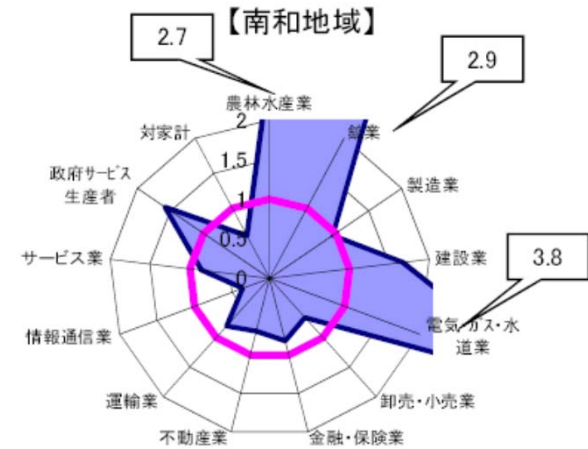 【南和地域】
2.7
2.9
農林水産業
対家計
2
鉱業
1.5
政府サービス
生産者
製造業
1
0.5
サービス業
建設業
3.8
0
電気・ガス・水
道業
情報通信業
運輸業
卸売・小売業
不動産業
金融・保険業